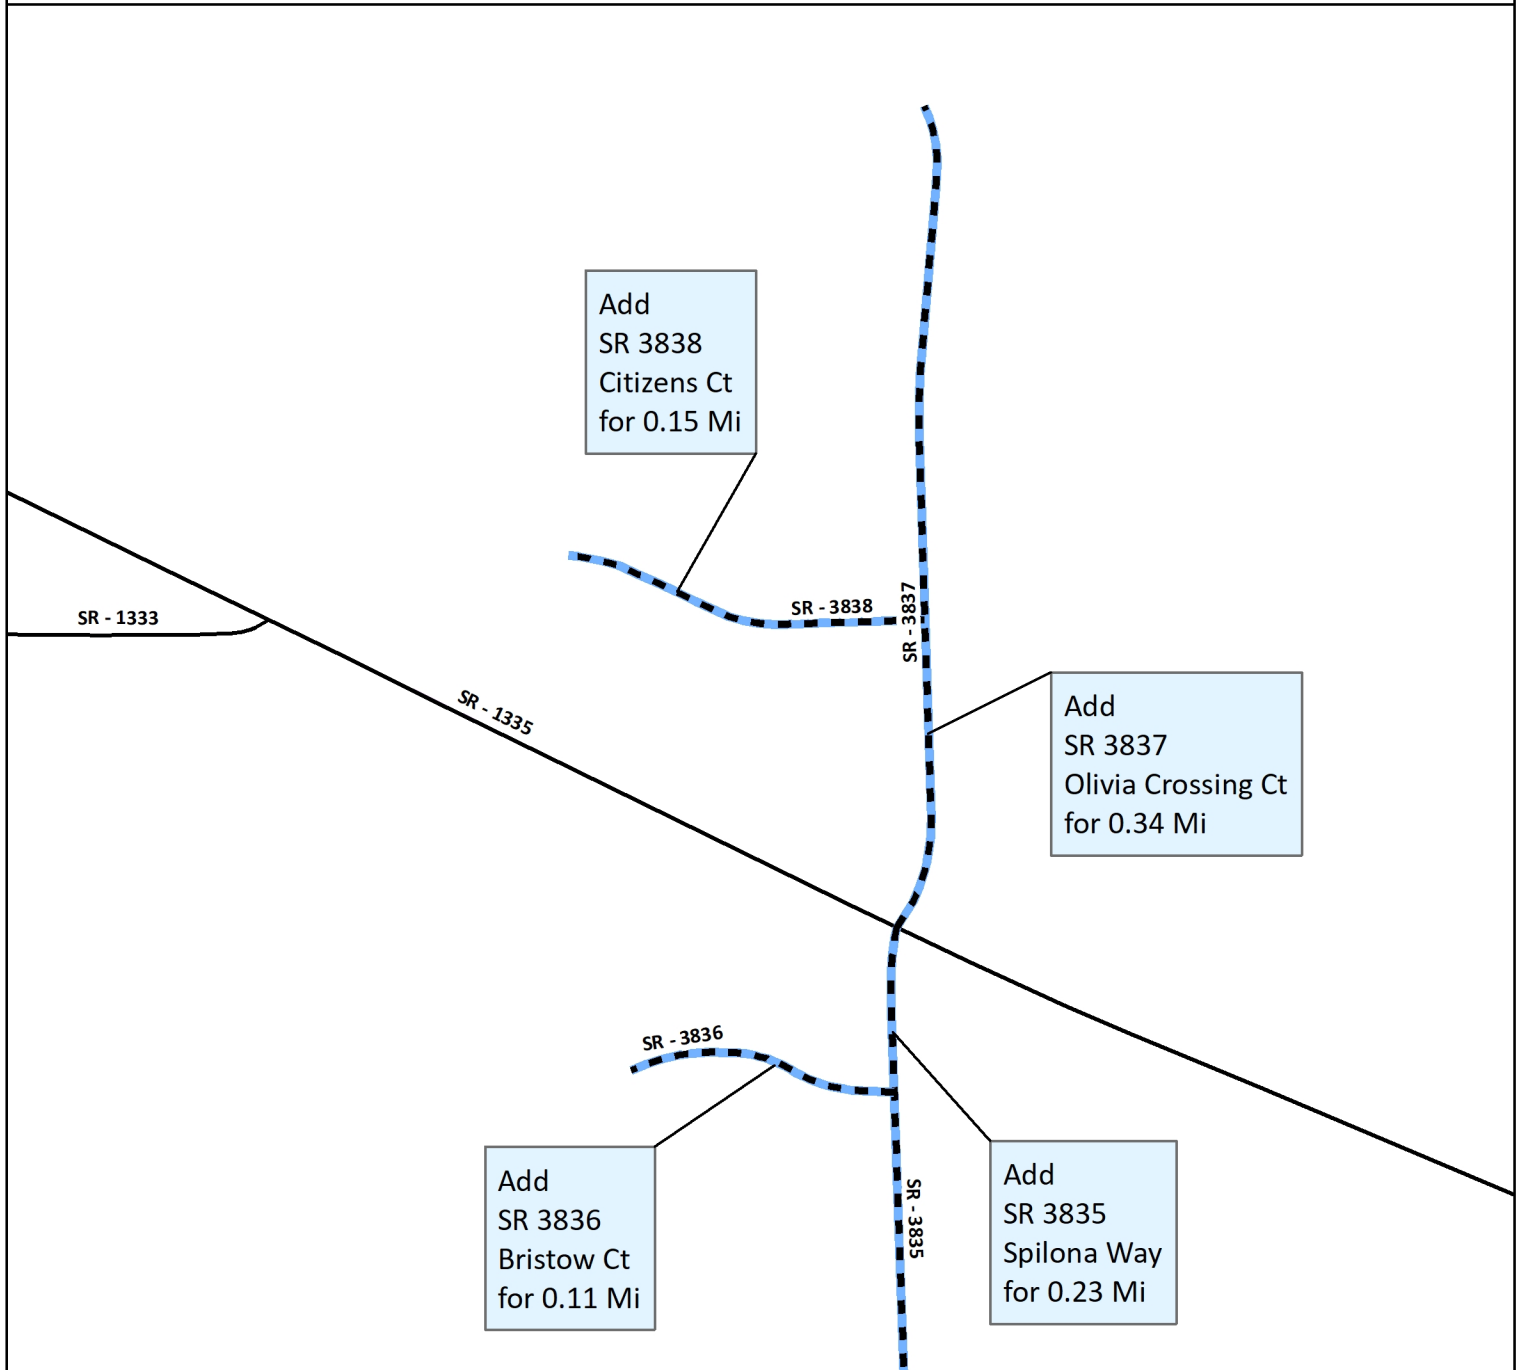 Add
SR 3838
Citizens Ct
for 0.15 Mi
SR - 3838
SR - 3837
SR - 1333
SR - 1335
Add
SR 3837
Olivia Crossing Ct
for 0.34 Mi
SR - 3836
Add
SR 3836
Bristow Ct
for 0.11 Mi
SR - 3835
Add
SR 3835
Spilona Way
for 0.23 Mi